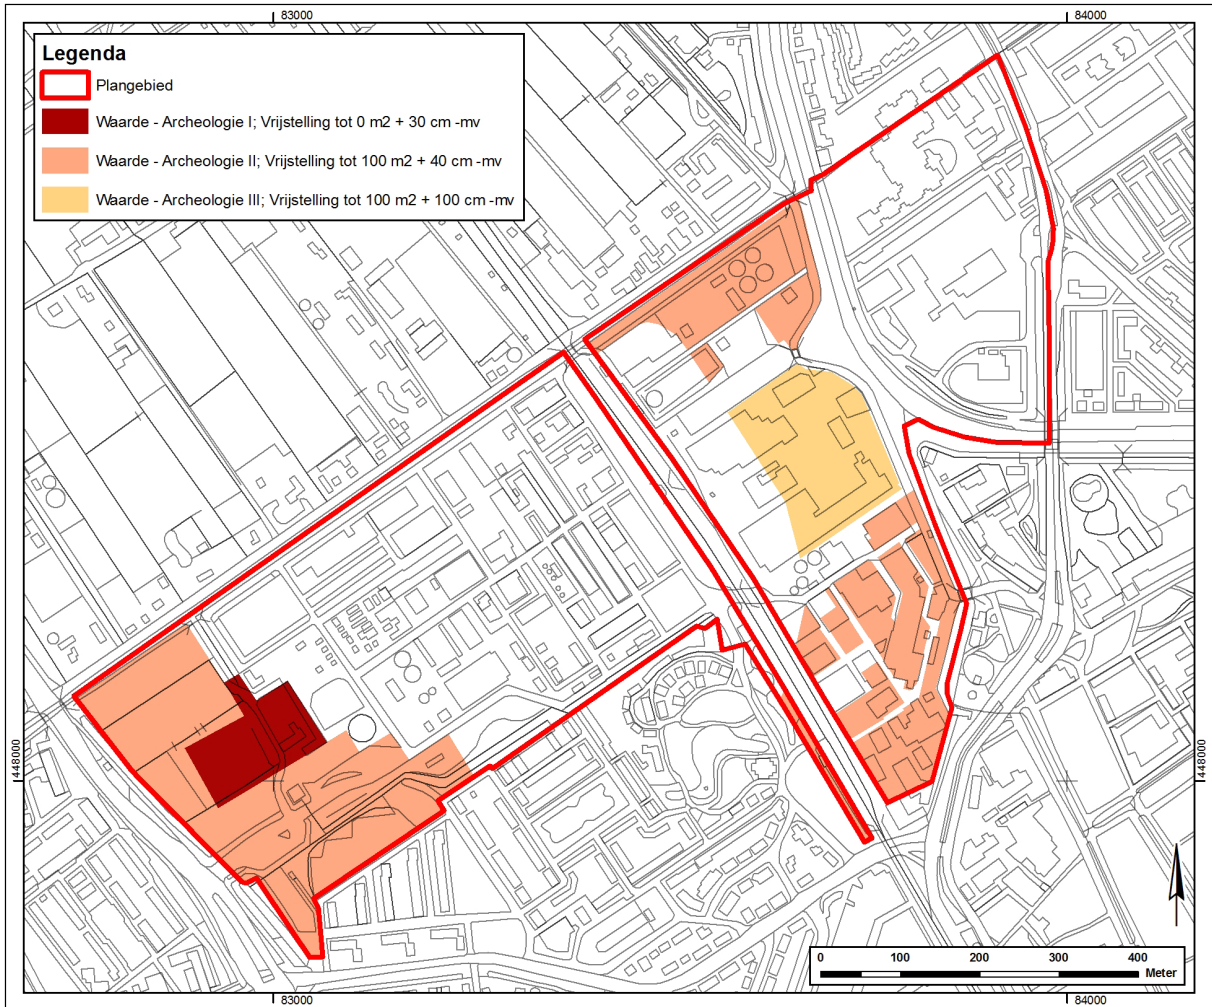 83000
84000
Legenda
Plangebied
Waarde - Archeologie I; Vrijstelling tot 0 m2 + 30 cm -mv
Waarde - Archeologie II; Vrijstelling tot 100 m2 + 40 cm -mv
Waarde - Archeologie III; Vrijstelling tot 100 m2 + 100 cm -mv
448000
448000
0 100 200 300 400
Meter
83000
84000